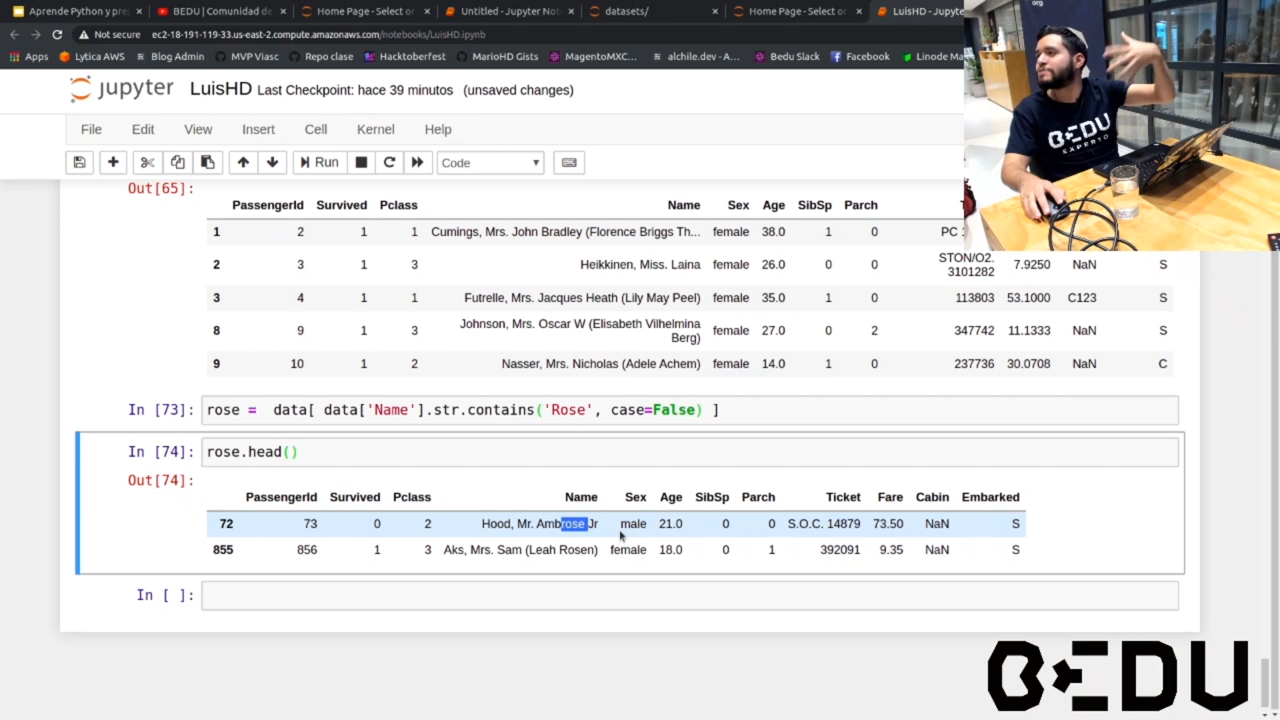 Aprende Python y pre
BEDU | Comunidad de
Home Page - Select or
Untitled - Jupyter Not
datasets/
Home Page - Select or
LuisHD - Jupyte
Not secure ec2-18-191-119-33.us-east-2.compute.amazonaws.com/notebooks/LuisHD.ipynb
Apps Lytica AWS Blog Admin MVP View Repo clases Hacktobefest MarioHD Gists MagentoMXC... alchile.dev - A... Bedu Slack Facebook Linode Ma
org
jupyter LuisHD Last Checkpoint: hace 39 minutos (unsaved changes)
File Edit View Insert Cell Kernel Help
Run Code
BEDU
EXPERTO
Out[65]:
PassengerId Survived Pclass Name Sex Age SibSp Parch T
1 2 1 1 Cumings, Mrs. John Bradley (Florence Briggs Th... female 38.0 1 0 PC 1
2 3 1 3 Heikkinen, Miss. Laina female 26.0 0 0 STON/O2. 3101282 7.9250 NaN S
3 4 1 1 Futrelle, Mrs. Jacques Heath (Lily May Peel) female 35.0 1 0 113803 53.1000 C123 S
8 9 1 3 Johnson, Mrs. Oscar W (Elisabeth Vilhelmina Berg) female 27.0 0 2 347742 11.1333 NaN S
9 10 1 2 Nasser, Mrs. Nicholas (Adele Achem) female 14.0 1 0 237736 30.0708 NaN C
In [73]: rose =  data[ data['Name'].str.contains('Rose', case=False) ]
In [74]: rose.head()
Out[74]:
PassengerId Survived Pclass Name Sex Age SibSp Parch Ticket Fare Cabin Embarked
72 73 0 2 Hood, Mr. Ambrose Jr male 21.0 0 0 S.O.C. 14879 73.50 NaN S
855 856 1 3 Aks, Mrs. Sam (Leah Rosen) female 18.0 0 1 392091 9.35 NaN S
In [ ]:
BEDU